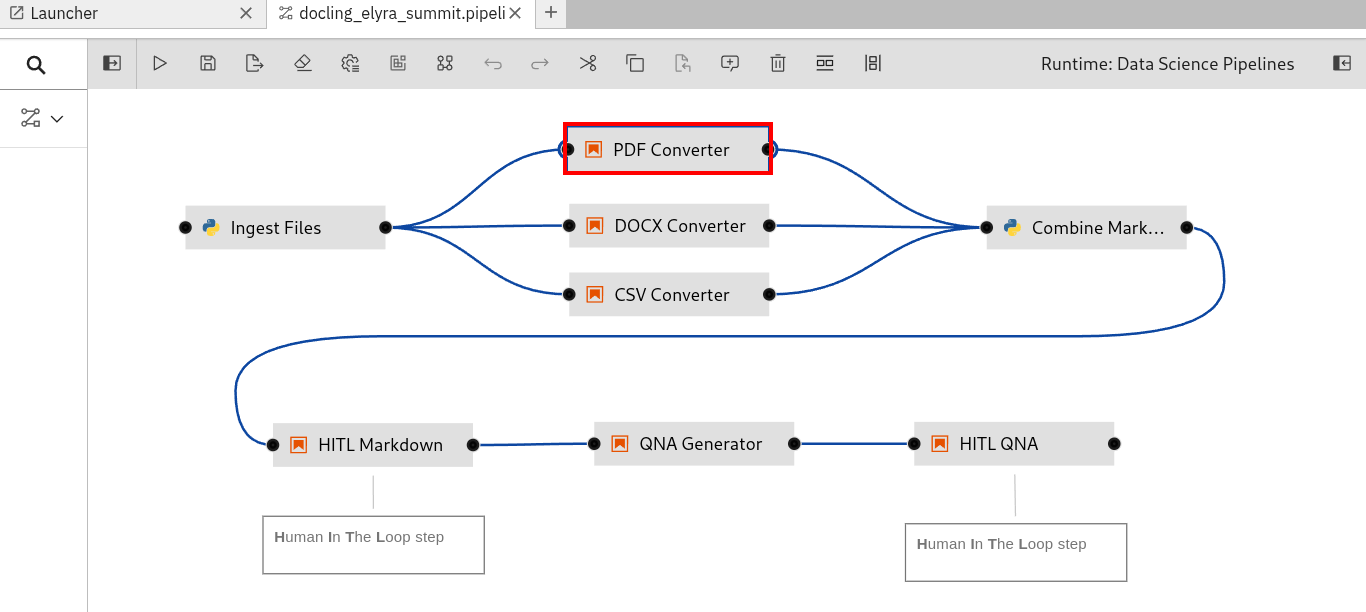 Launcher
docling_elyra_summit.pipeli
Runtime: Data Science Pipelines
PDF Converter
Ingest Files
DOCX Converter
Combine Mark...
CSV Converter
HITL Markdown
QNA Generator
HITL QNA
Human In The Loop step
Human In The Loop step